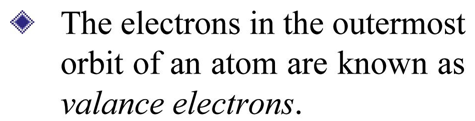 The electrons in the outermost
orbit of an atom are known as
valance electrons.